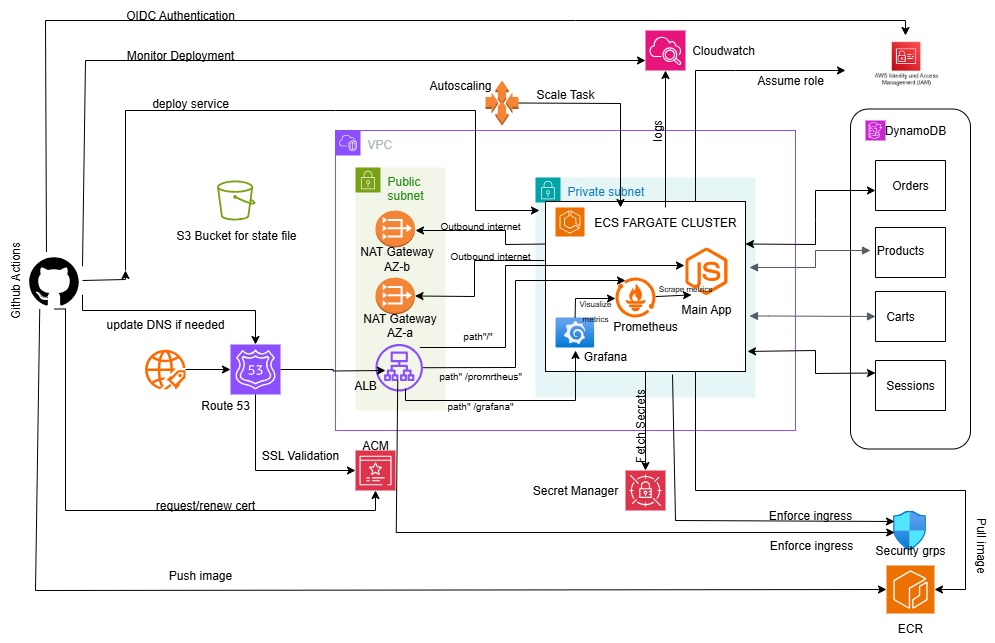 OIDC Authentication
Monitor Deployment
Cloudwatch
AWS Identity and Access
Management (IAM)
Assume role
Autoscaling
Scale Task
deploy service
logs
VPC
DynamoDB
Public
subnet
Private subnet
Orders
S3 Bucket for state file
ECS FARGATE CLUSTER
Outbound internet
NAT Gateway
AZ-b
Outbound internet
Products
JS
Github Actions
Scrape metrics
Visualize
metrics
Main App
Prometheus
NAT Gateway
AZ-a
update DNS if needed
path"/"
Carts
Grafana
53
Route 53
ALB
path" /promrtheus"
path" /grafana"
Sessions
Fetch Secrets
ACM
SSL Validation
Secret Manager
request/renew cert
Enforce ingress
Enforce ingress
Security grps
Pull image
Push image
ECR